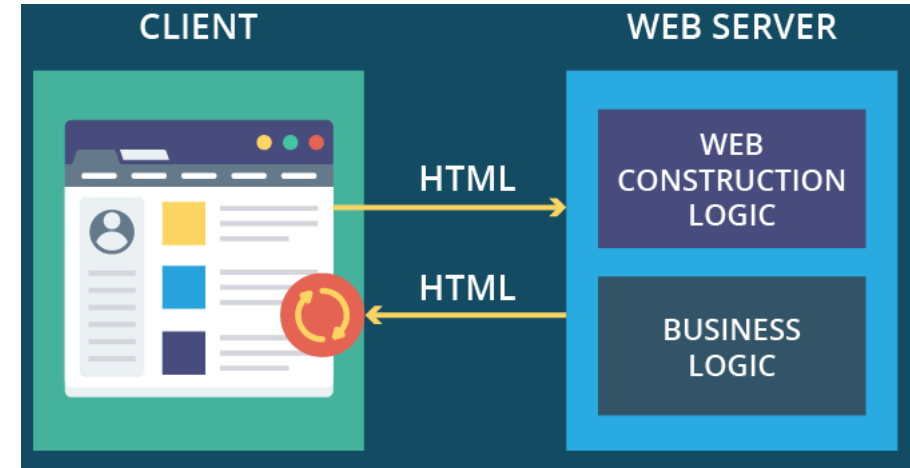 CLIENT
WEB SERVER
HTML
HTML
WEB
CONSTRUCTION
LOGIC
BUSINESS
LOGIC